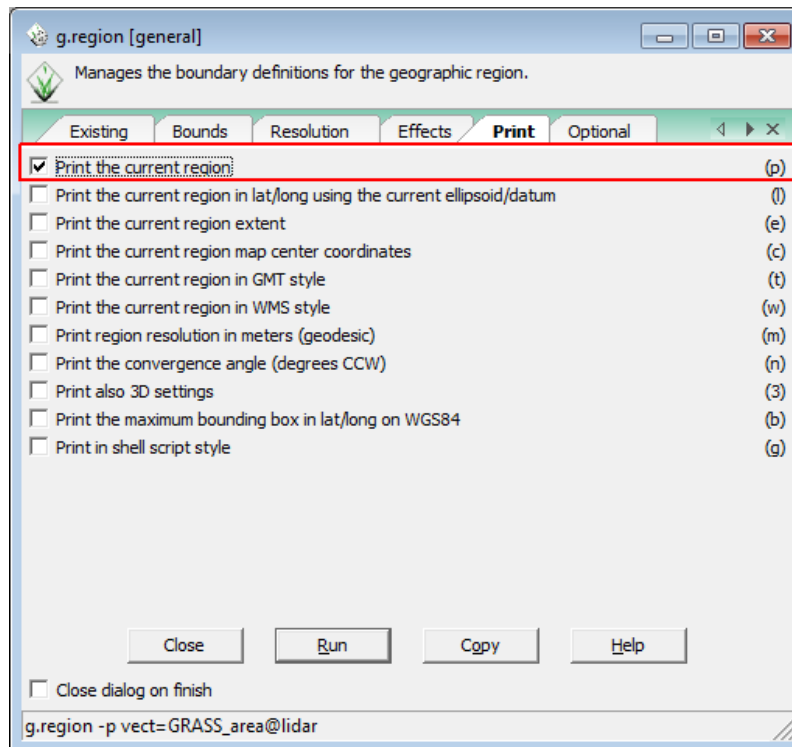 g.region [general]
Manages the boundary definitions for the geographic region.
Existing Bounds Resolution Effects Print Optional
Print the current region (p)
Print the current region in lat/long using the current ellipsoid/datum (l)
Print the current region extent (e)
Print the current region map center coordinates (c)
Print the current region in GMT style (t)
Print the current region in WMS style (w)
Print region resolution in meters (geodesic) (m)
Print the convergence angle (degrees CCW) (n)
Print also 3D settings (3)
Print the maximum bounding box in lat/long on WGS84 (b)
Print in shell script style (g)
Close Run Copy Help
Close dialog on finish
g.region -p vect=GRASS_area@lidar